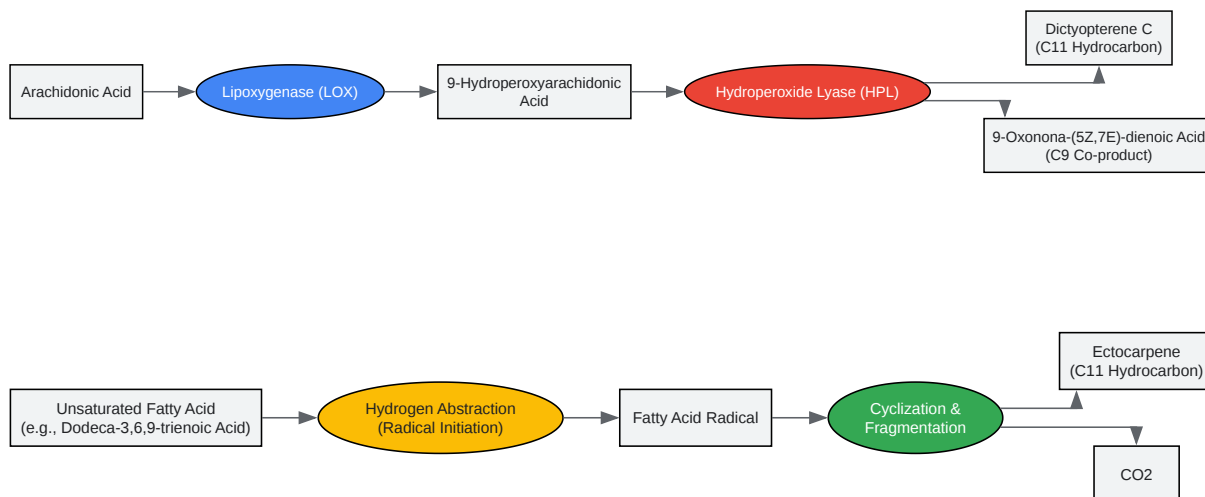 Dictyopterene C
(C11 Hydrocarbon)
Arachidonic Acid
Lipoxygenase (LOX)
9-Hydroperoxyarachidonic
Acid
Hydroperoxide Lyase (HPL)
9-Oxonona-(5Z,7E)-dienoic Acid
(C9 Co-product)
Ectocarpene
(C11 Hydrocarbon)
Unsaturated Fatty Acid
(e.g., Dodeca-3,6,9-trienoic Acid)
Hydrogen Abstraction
(Radical Initiation)
Fatty Acid Radical
Cyclization &
Fragmentation
CO2